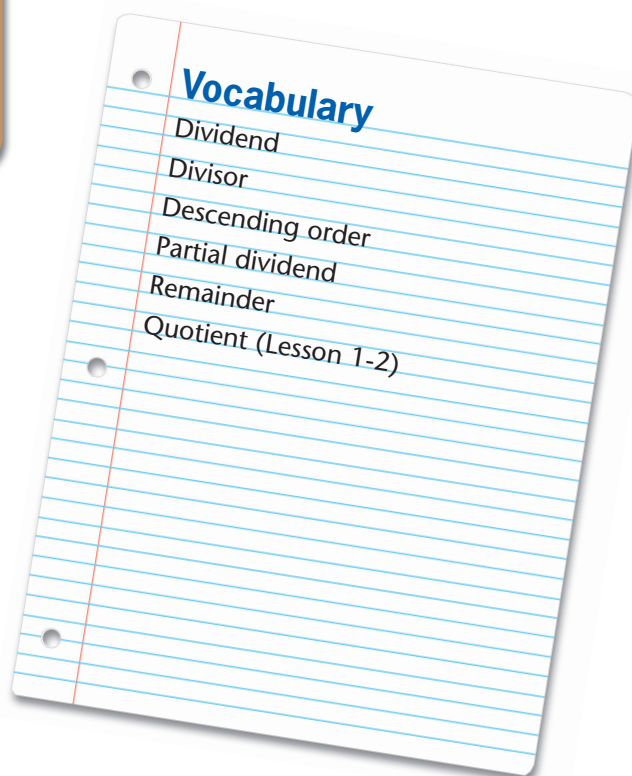 Vocabulary
Dividend
Divisor
Descending order
Partial dividend
Remainder
Quotient (Lesson 1-2)